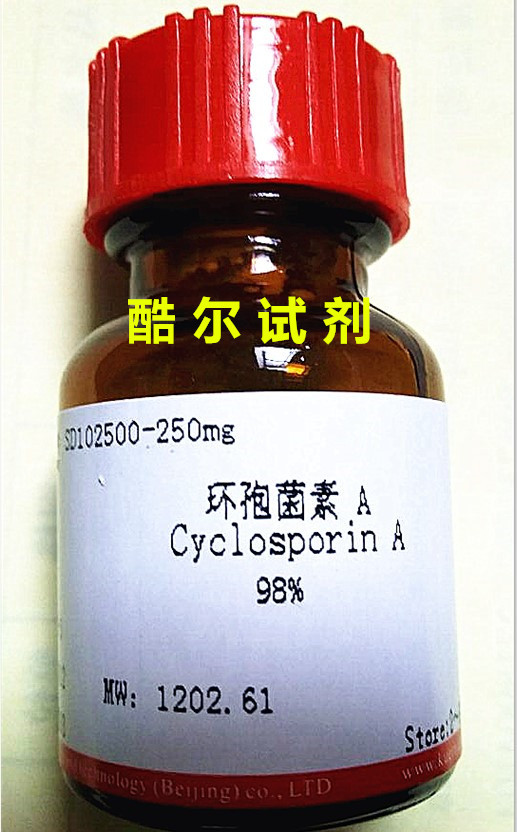 酷尔试剂
SD102500-250mg
环孢菌素 A
Cyclosporin A
98%
MW: 1202.61
Store:
technology (Beijing) co., LTD